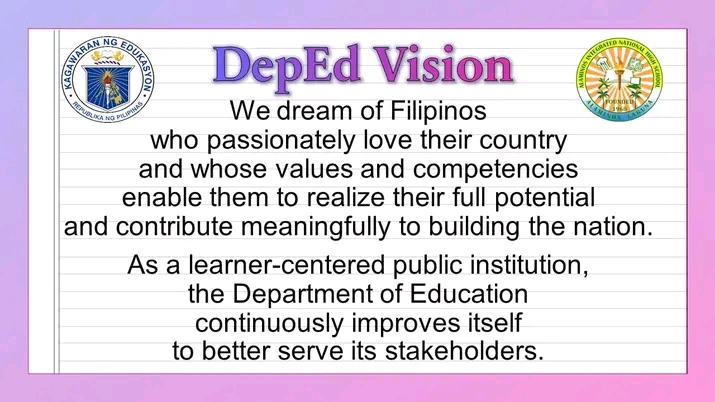 DepEd Vision
KAGAWARAN NG EDUKASYON
REPUBLIKA NG PILIPINAS
ALAMINOS INTEGRATED NATIONAL HIGH SCHOOL
FOUNDED
1965
ALAMINOS LAGUNA
We dream of Filipinos
who passionately love their country
and whose values and competencies
enable them to realize their full potential
and contribute meaningfully to building the nation.
As a learner-centered public institution,
the Department of Education
continuously improves itself
to better serve its stakeholders.